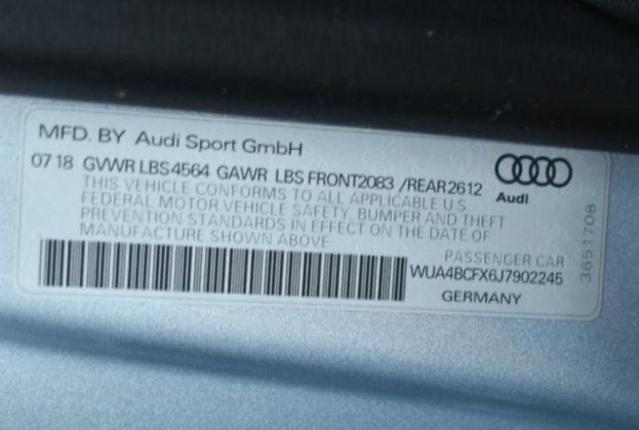 MFD. BY Audi Sport GmbH
07 18 GVWR LBS 4564 GAWR LBS FRONT2083 /REAR2612
THIS VEHICLE CONFORMS TO ALL APPLICABLE U.S
FEDERAL MOTOR VEHICLE SAFETY, BUMPER AND THEFT
PREVENTION STANDARDS IN EFFECT ON THE DATE OF
MANUFACTURE SHOWN ABOVE
Audi
PASSENGER CAR
WUA4BCFX6J7902245
GERMANY
3651708